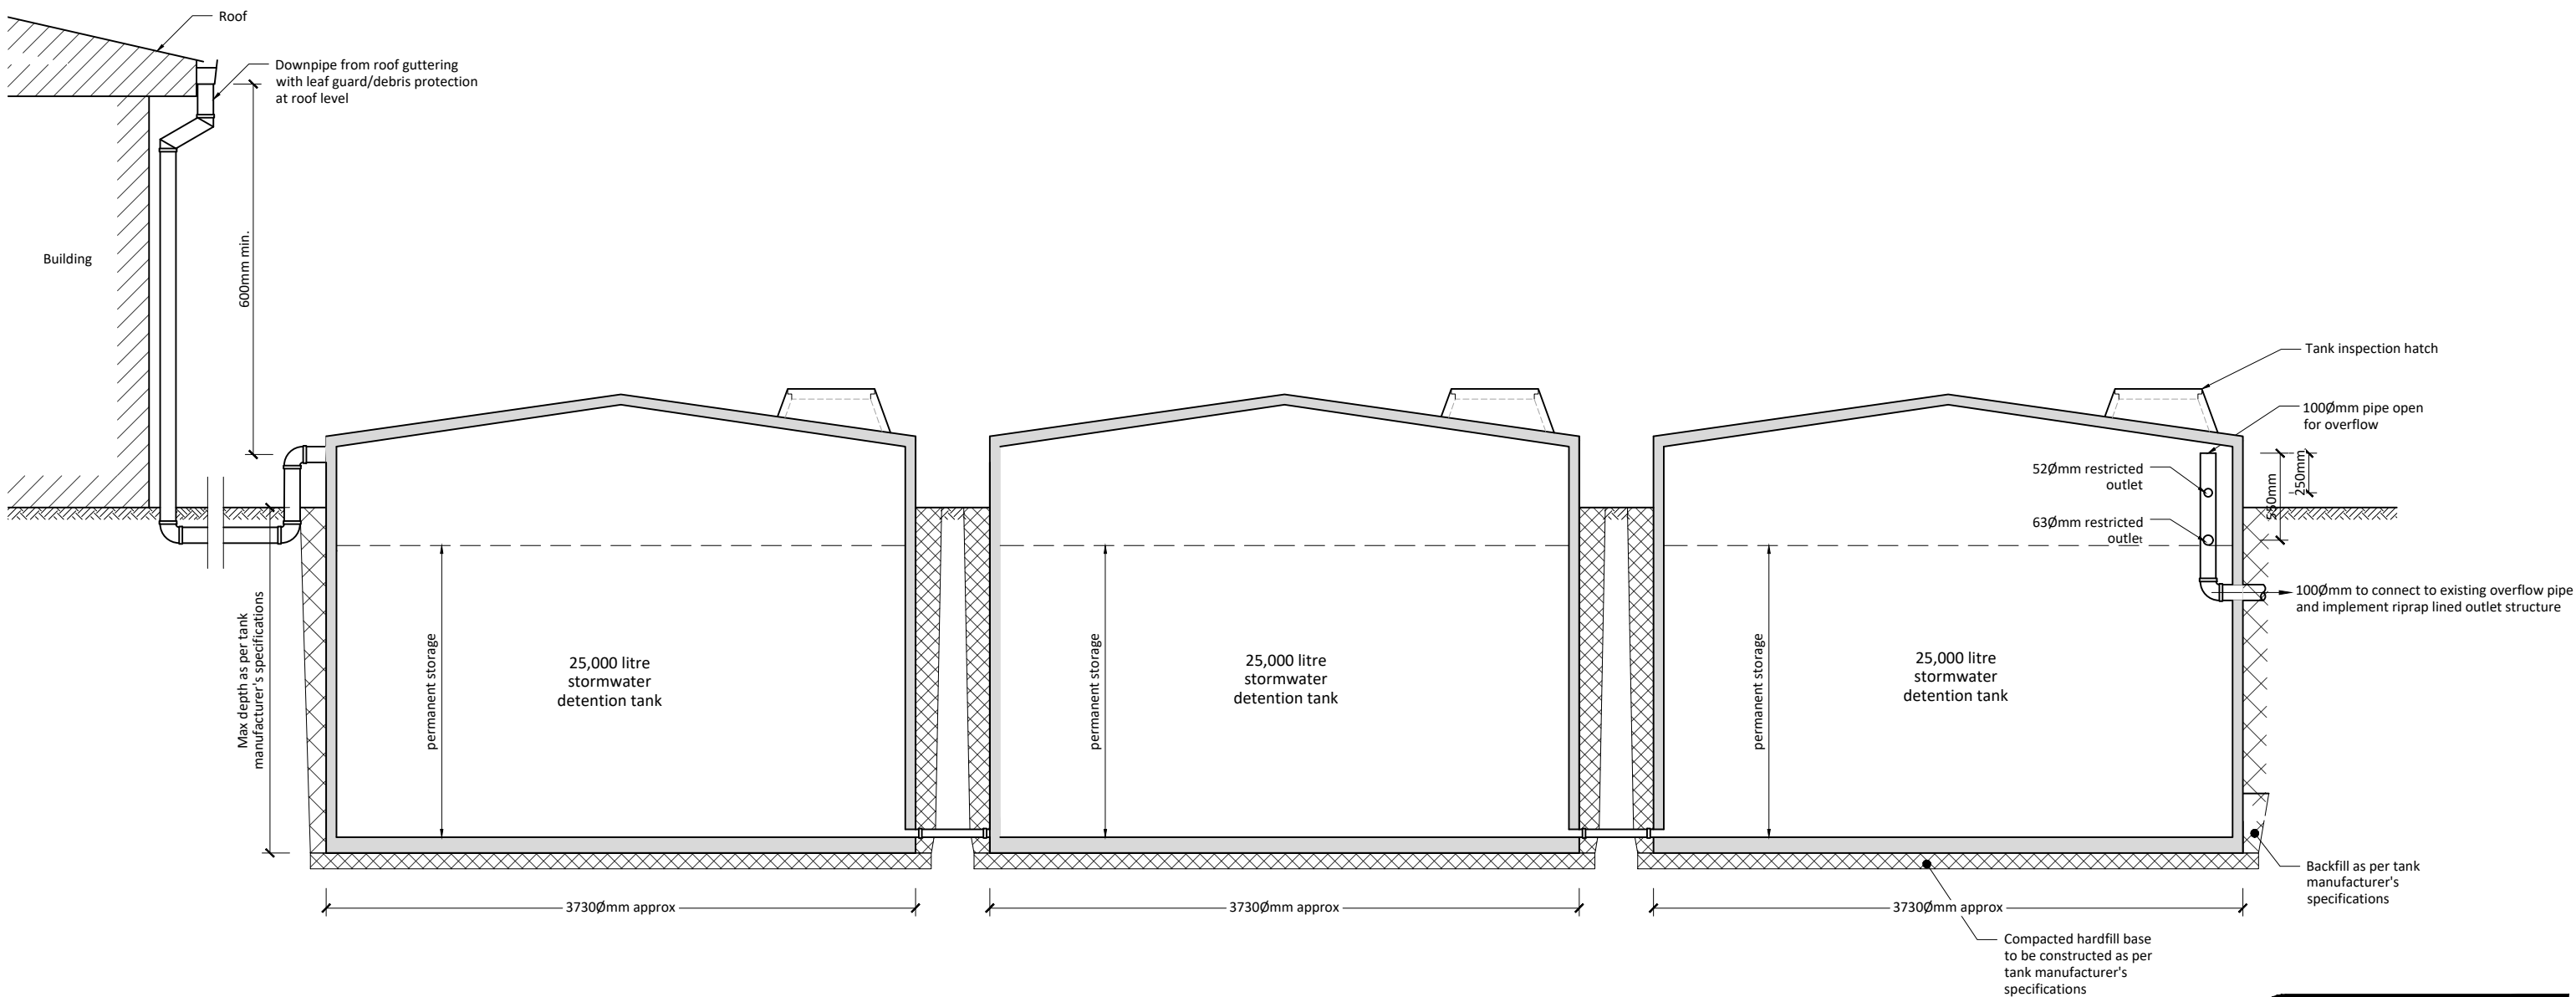 Roof
Downpipe from roof guttering
with leaf guard/debris protection
at roof level
600mm min.
Building
Tank inspection hatch
100Ømm pipe open
for overflow
52Ømm restricted
outlet
250mm
550mm
63Ømm restricted
outlet
100Ømm to connect to existing overflow pipe
and implement riprap lined outlet structure
Max depth as per tank
manufacturer's specifications
permanent storage
25,000 litre
stormwater
detention tank
permanent storage
25,000 litre
stormwater
detention tank
permanent storage
25,000 litre
stormwater
detention tank
Backfill as per tank
manufacturer's
specifications
3730Ømm approx
3730Ømm approx
3730Ømm approx
Compacted hardfill base
to be constructed as per
tank manufacturer's
specifications